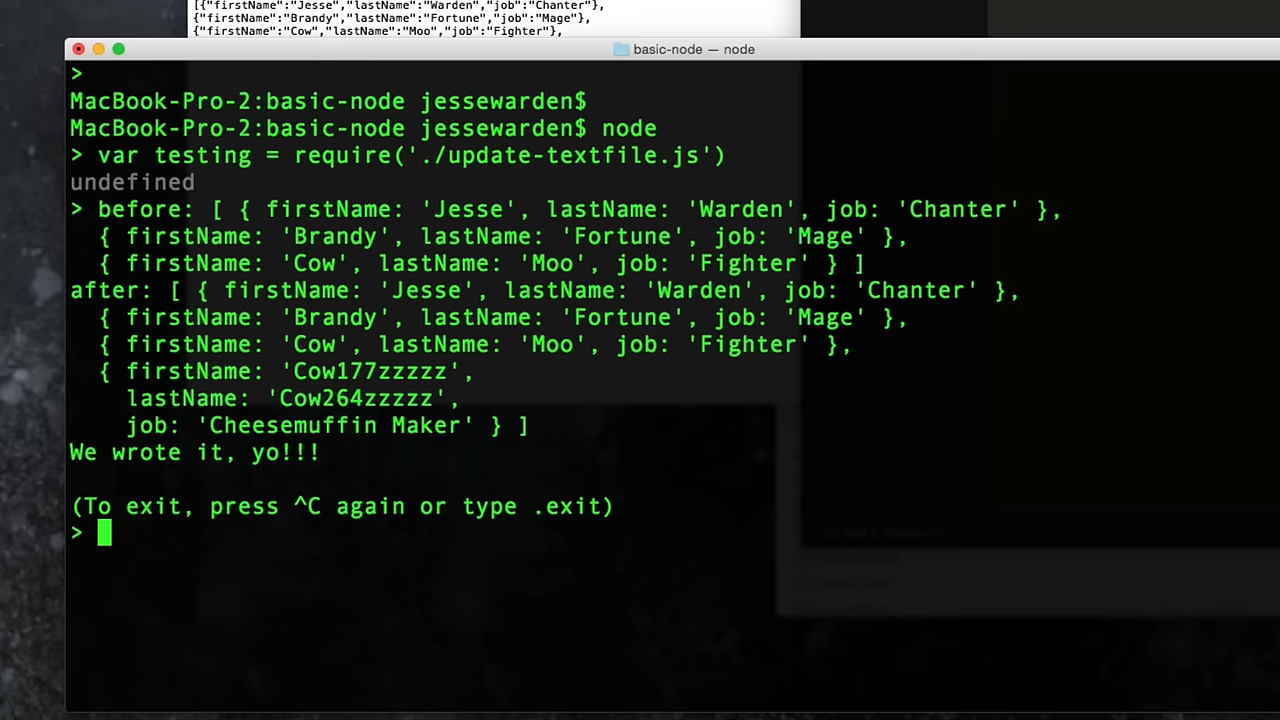 [{"firstName":"Jesse","lastName":"Warden","job":"Chanter"},
{"firstName":"Brandy","lastName":"Fortune","job":"Mage"},
{"firstName":"Cow","lastName":"Moo","job":"Fighter"},
basic-node — node
>
MacBook-Pro-2:basic-node jessewarden$
MacBook-Pro-2:basic-node jessewarden$ node
> var testing = require('./update-textfile.js')
undefined
> before: [ { firstName: 'Jesse', lastName: 'Warden', job: 'Chanter' },
  { firstName: 'Brandy', lastName: 'Fortune', job: 'Mage' },
  { firstName: 'Cow', lastName: 'Moo', job: 'Fighter' } ]
after: [ { firstName: 'Jesse', lastName: 'Warden', job: 'Chanter' },
  { firstName: 'Brandy', lastName: 'Fortune', job: 'Mage' },
  { firstName: 'Cow', lastName: 'Moo', job: 'Fighter' },
  { firstName: 'Cow177zzzzz',
    lastName: 'Cow264zzzzz',
    job: 'Cheesemuffin Maker' } ]
We wrote it, yo!!!
(To exit, press ^C again or type .exit)
>